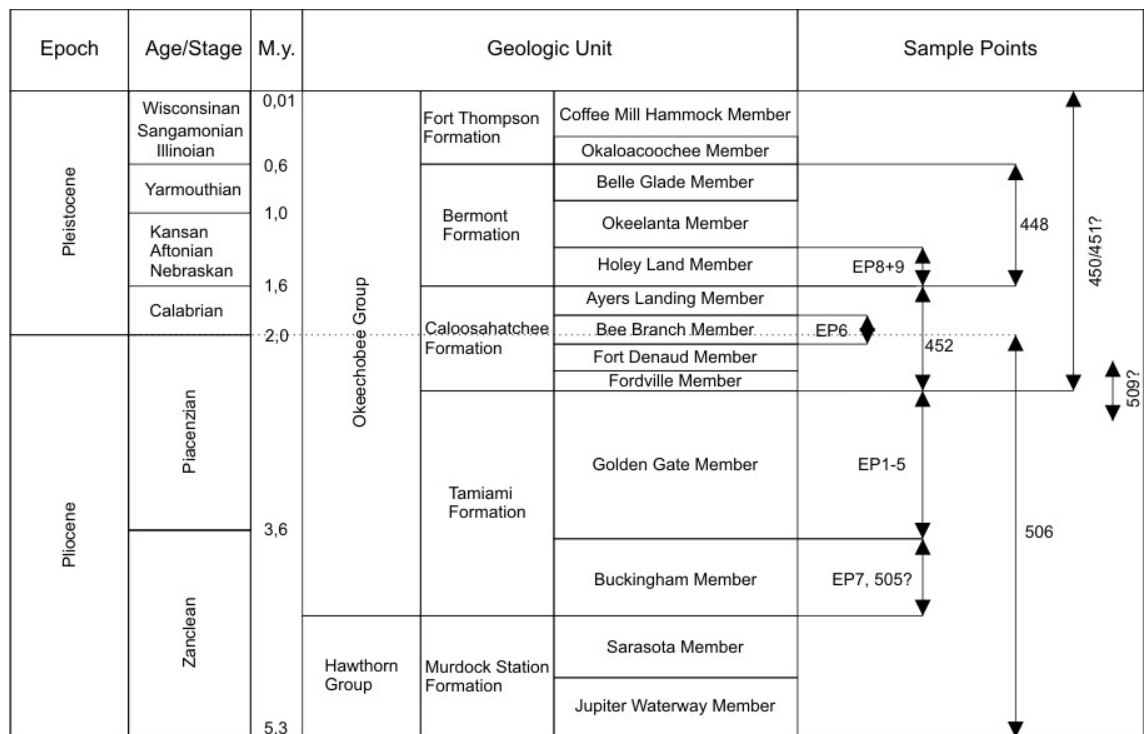 Epoch
Age/Stage
M.y.
Geologic Unit
Sample Points
Pleistocene
Pliocene
Wisconsinan
Sangamonian
Illinoian
Yarmouthian
Kansan
Aftonian
Nebraskan
Calabrian
Piacenzian
Zanclean
0,01
0,6
1,0
1,6
2,0
3,6
5.3
Okeechobee Group
Hawthorn
Group
Fort Thompson
Formation
Bermont
Formation
Caloosahatchee
Formation
Tamiami
Formation
Murdock Station
Formation
Coffee Mill Hammock Member
Okaloacoochee Member
Belle Glade Member
Okeelanta Member
Holey Land Member
Ayers Landing Member
Bee Branch Member
Fort Denaud Member
Fordville Member
Golden Gate Member
Buckingham Member
Sarasota Member
Jupiter Waterway Member
EP8+9
EP6
452
EP1-5
EP7, 505?
448
506
450/451?
509?